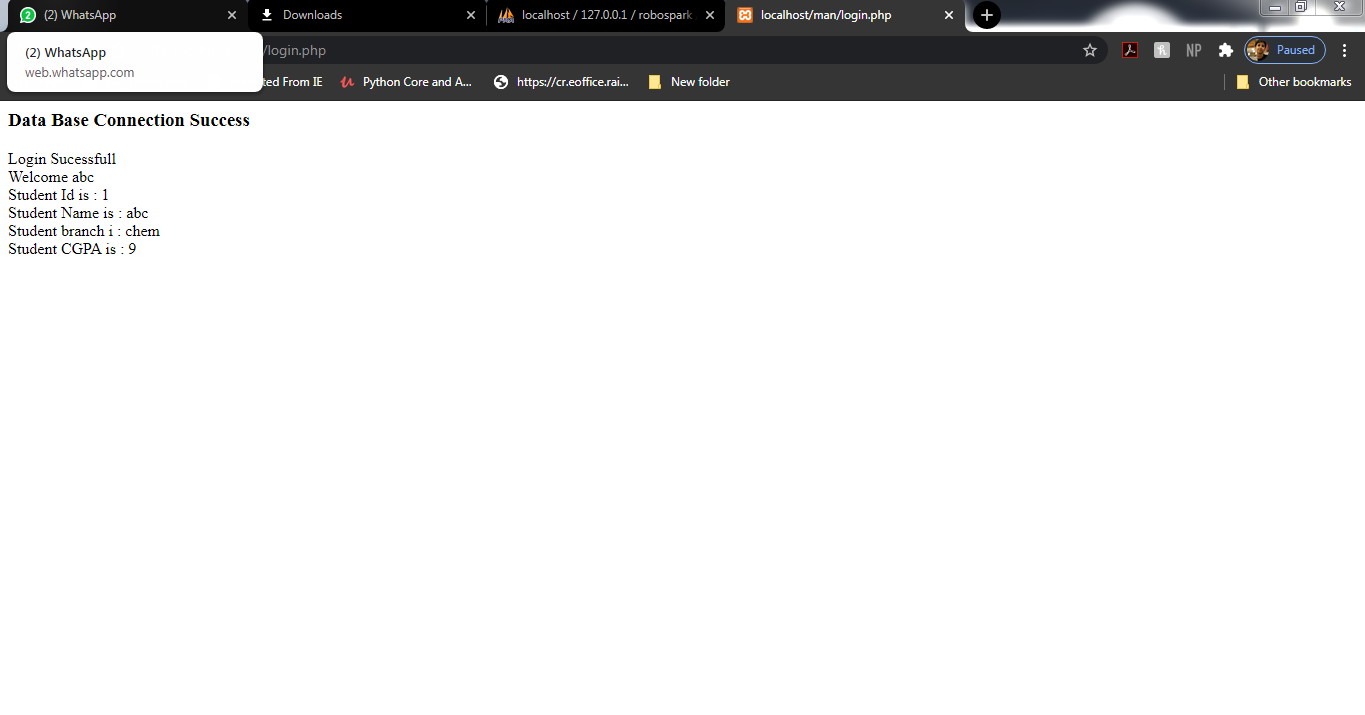 2 (2) WhatsApp
Downloads
localhost / 127.0.0.1 / robospark
localhost/man/login.php
(2) WhatsApp
web.whatsapp.com
/login.php
NP
Paused
ted From IE
Python Core and A...
https://cr.eoffice.rai...
New folder
Other bookmarks
Data Base Connection Success
Login Sucessfull
Welcome abc
Student Id is : 1
Student Name is : abc
Student branch i : chem
Student CGPA is : 9